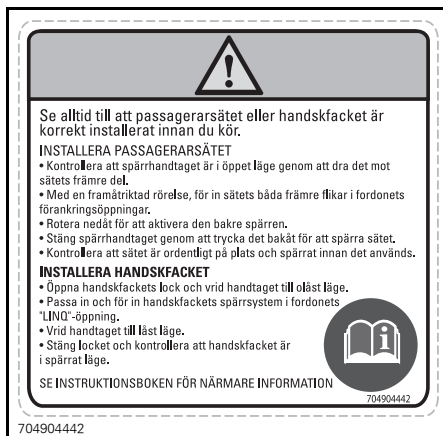 Se alltid till att passagerarsätet eller handskfacket är
korrekt installerat innan du kör.
INSTALLERA PASSAGERARSÄTET
• Kontrollera att spärrhandtaget är i öppet läge genom att dra det mot
sätets främre del.
• Med en framåtriktad rörelse, för in sätets båda främre flikar i fordonets
förankringsöppningar.
• Rotera nedåt för att aktivera den bakre spärren.
• Stäng spärrhandtaget genom att trycka det bakåt för att spärra sätet.
• Kontrollera att sätet är ordentligt på plats och spärrat innan det används.
INSTALLERA HANDSKFACKET
• Öppna handskfackets lock och vrid handtaget till olåst läge.
• Passa in och för in handskfackets spärrsystem i fordonets
"LINQ"-öppning.
• Vrid handtaget till låst läge.
• Stäng locket och kontrollera att handskfacket är
i spärrat läge.
SE INSTRUKTIONSBOKEN FÖR NÄRMARE INFORMATION
704904442
704904442